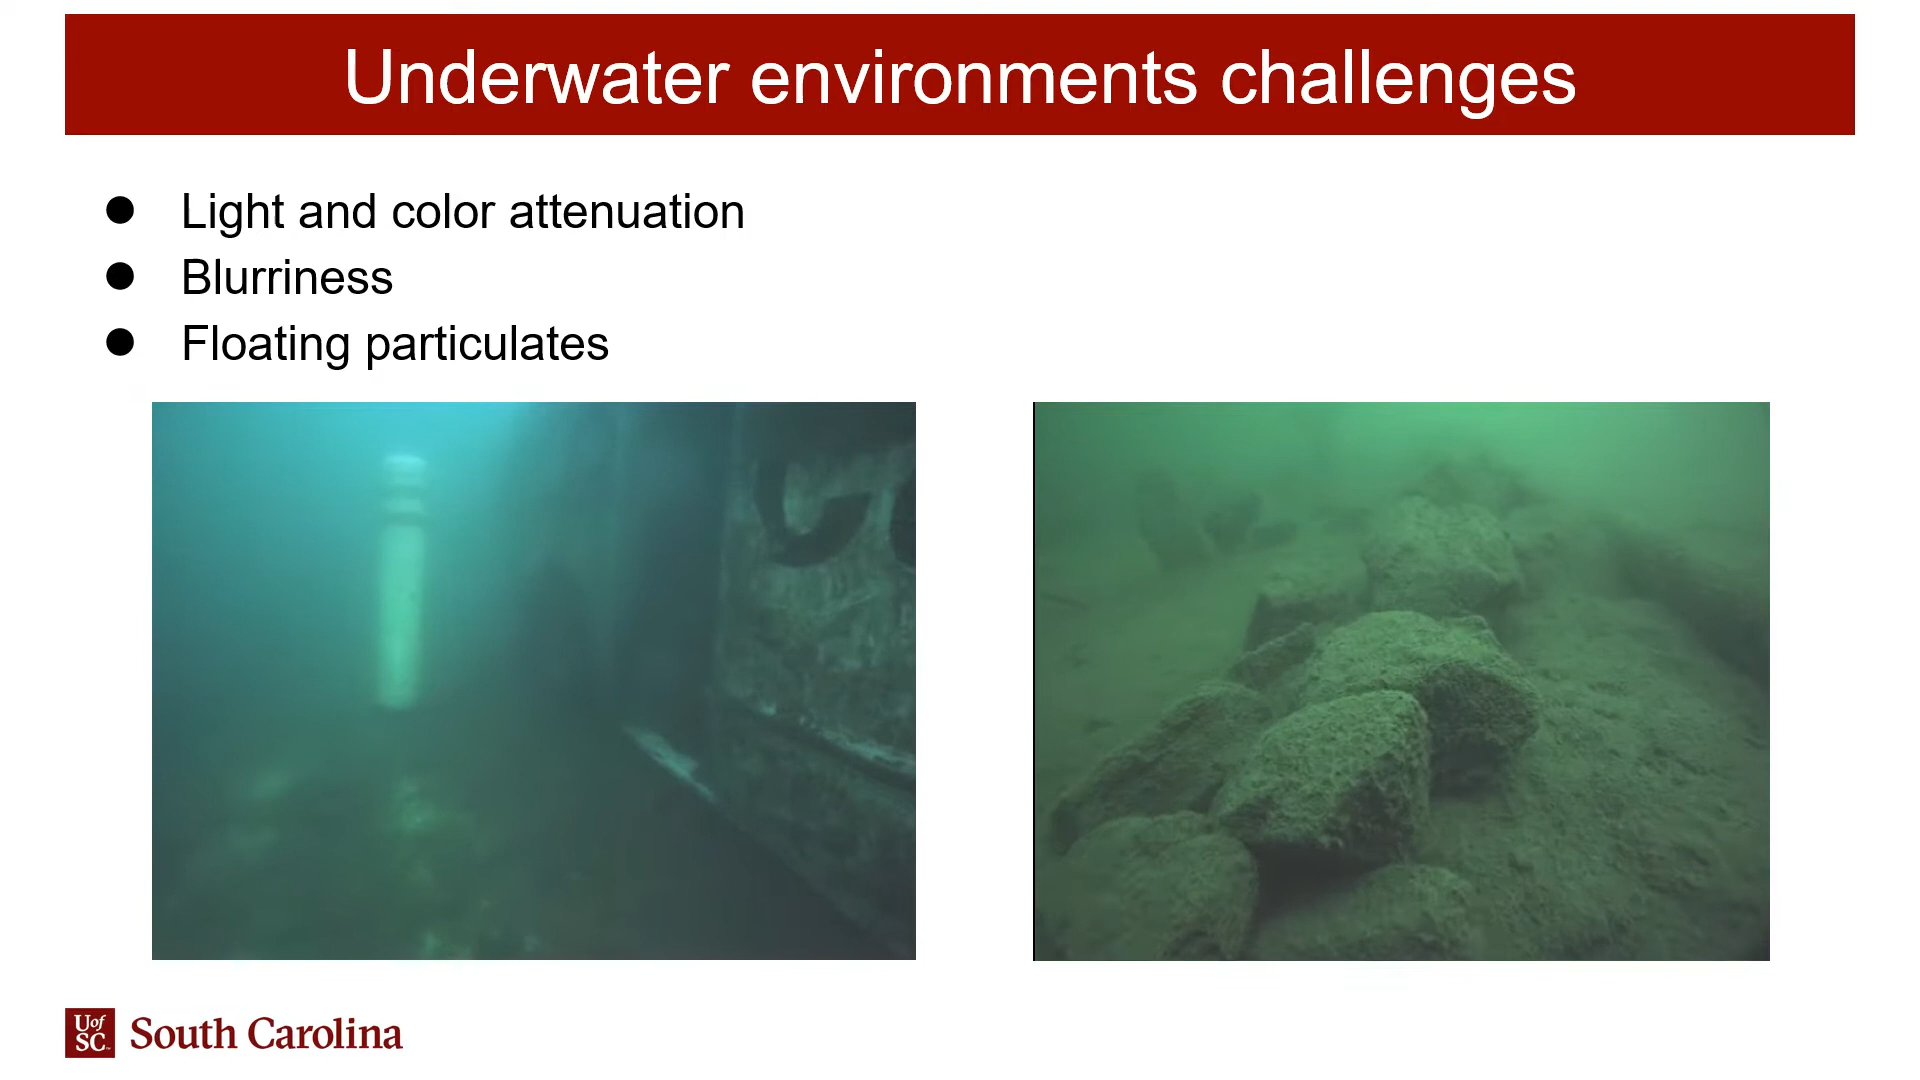 Underwater environments challenges
● Light and color attenuation
● Blurriness
● Floating particulates
UofSC South Carolina